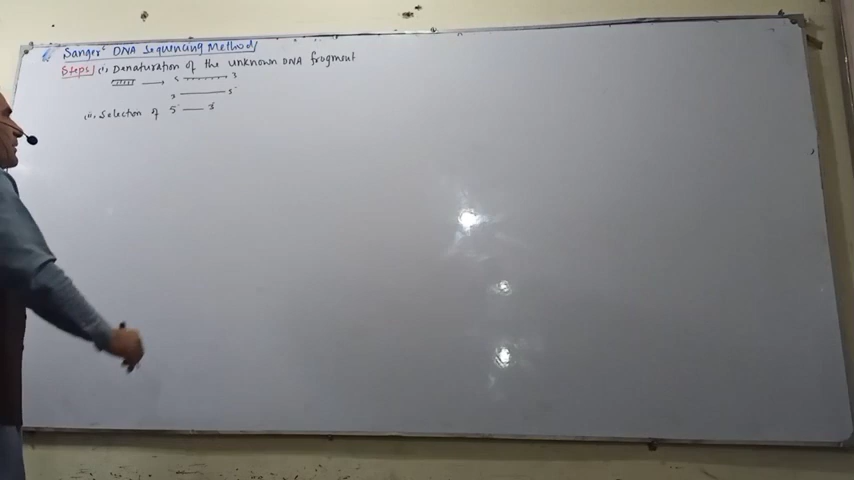 Sanger's DNA Sequencing Method
Steps (i) Denaturation of the unknown DNA fragment
5 3
3 5'
(ii. Selection of 5' 3'